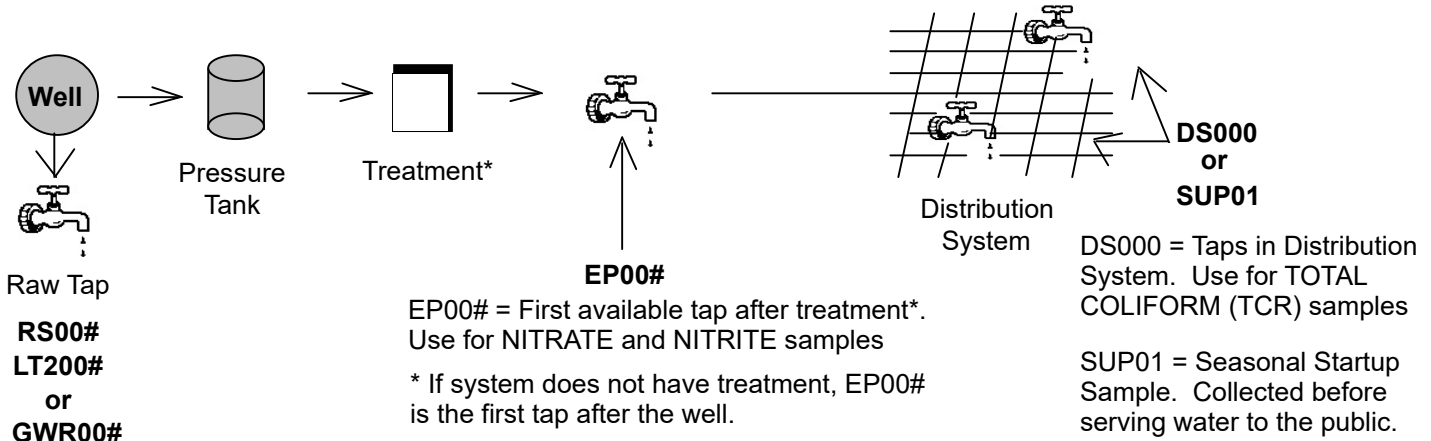 Well
Pressure
Tank
Treatment*
Raw Tap
RS00#
LT200#
or
GWR00#
EP00#
EP00# = First available tap after treatment*.
Use for NITRATE and NITRITE samples
* If system does not have treatment, EP00#
is the first tap after the well.
Distribution
System
DS000
or
SUP01
DS000 = Taps in Distribution
System. Use for TOTAL
COLIFORM (TCR) samples
SUP01 = Seasonal Startup
Sample. Collected before
serving water to the public.